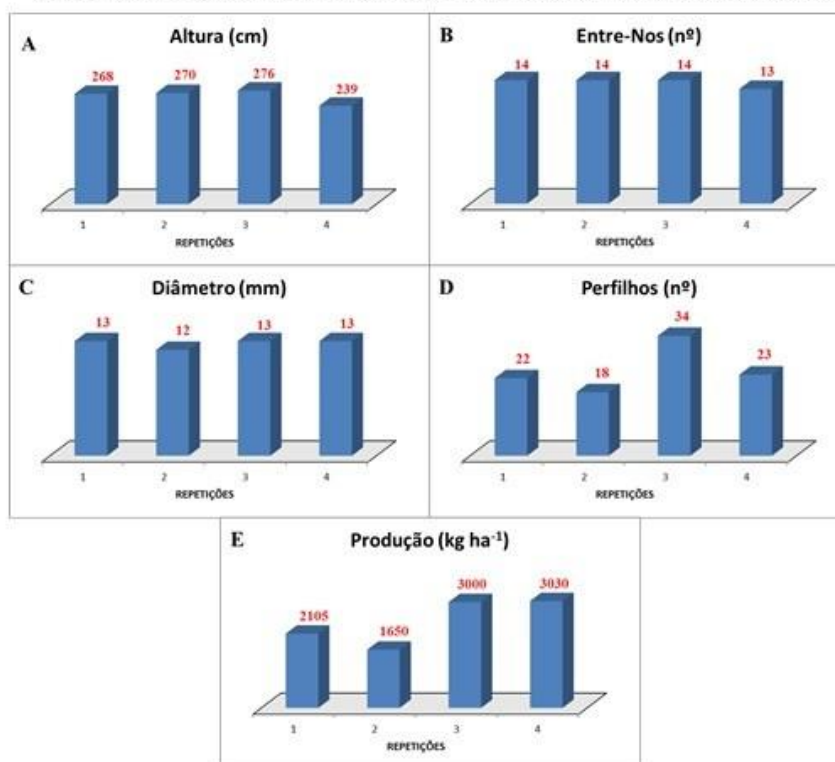 A
Altura (cm)
268 270 276 239
1 2 3 4
REPETIÇÕES
B
Entre-Nos (nº)
14 14 14 13
1 2 3 4
REPETIÇÕES
C
Diâmetro (mm)
13 12 13 13
1 2 3 4
REPETIÇÕES
D
Perfilhos (nº)
22 18 34 23
1 2 3 4
REPETIÇÕES
E
Produção (kg ha⁻¹)
2105 1650 3000 3030
1 2 3 4
REPETIÇÕES